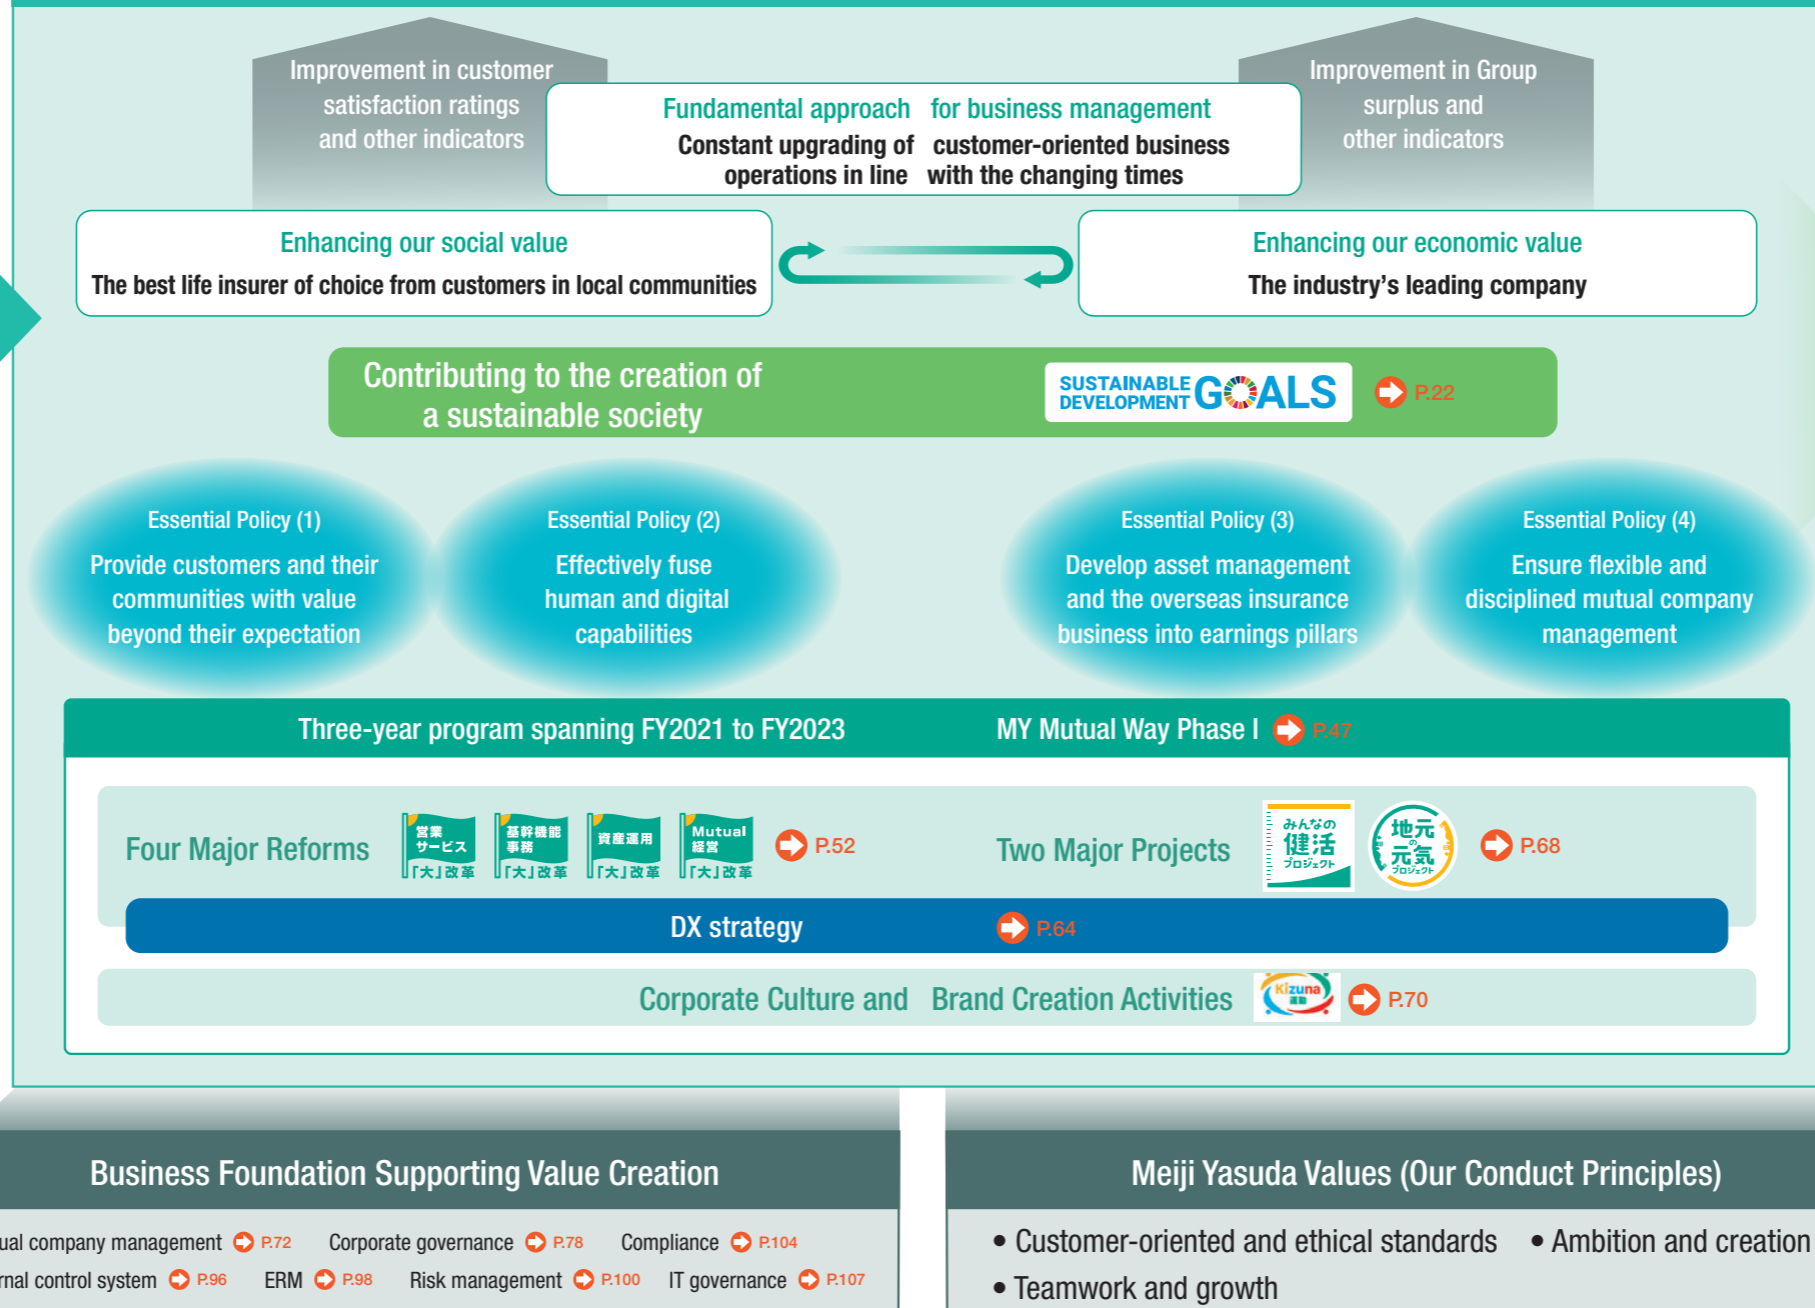 Improvement in customer
satisfaction ratings
and other indicators
Fundamental approach for business management
Constant upgrading of customer-oriented business
operations in line with the changing times
Improvement in Group
surplus and
other indicators
Enhancing our social value
The best life insurer of choice from customers in local communities
Enhancing our economic value
The industry's leading company
Contributing to the creation of
a sustainable society
SUSTAINABLE
DEVELOPMENT
GOALS
P.22
Essential Policy (1)
Provide customers and their
communities with value
beyond their expectation
Essential Policy (2)
Effectively fuse
human and digital
capabilities
Essential Policy (3)
Develop asset management
and the overseas insurance
business into earnings pillars
Essential Policy (4)
Ensure flexible and
disciplined mutual company
management
Three-year program spanning FY2021 to FY2023 MY Mutual Way Phase I P.47
Four Major Reforms
営業
サービス
「大」改革
基幹機能
事務
「大」改革
資産運用
「大」改革
Mutual
経営
「大」改革
P.52
Two Major Projects
みんなの
健活
プロジェクト
地元
の
元気
プロジェクト
P.68
DX strategy P.64
Corporate Culture and Brand Creation Activities
Kizuna
運動
P.70
Business Foundation Supporting Value Creation
ual company management P.72 Corporate governance P.78 Compliance P.104
rnal control system P.96 ERM P.98 Risk management P.100 IT governance P.107
Meiji Yasuda Values (Our Conduct Principles)
• Customer-oriented and ethical standards • Ambition and creation
• Teamwork and growth